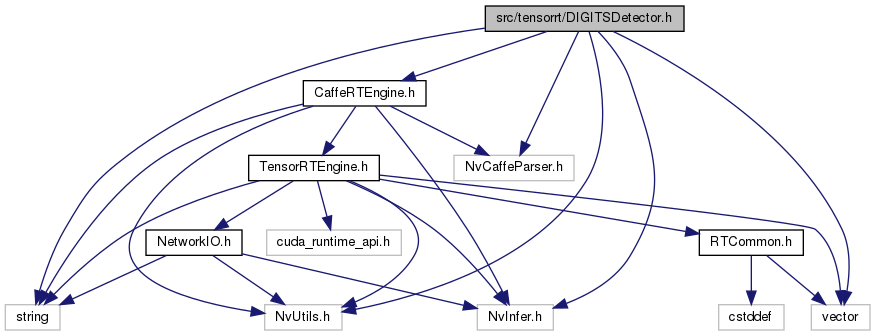 src/tensorrt/DIGITSDetector.h
CaffeRTEngine.h
TensorRTEngine.h
NvCaffeParser.h
NetworkIO.h
cuda_runtime_api.h
RTCommon.h
string
NvUtils.h
NvInfer.h
cstddef
vector